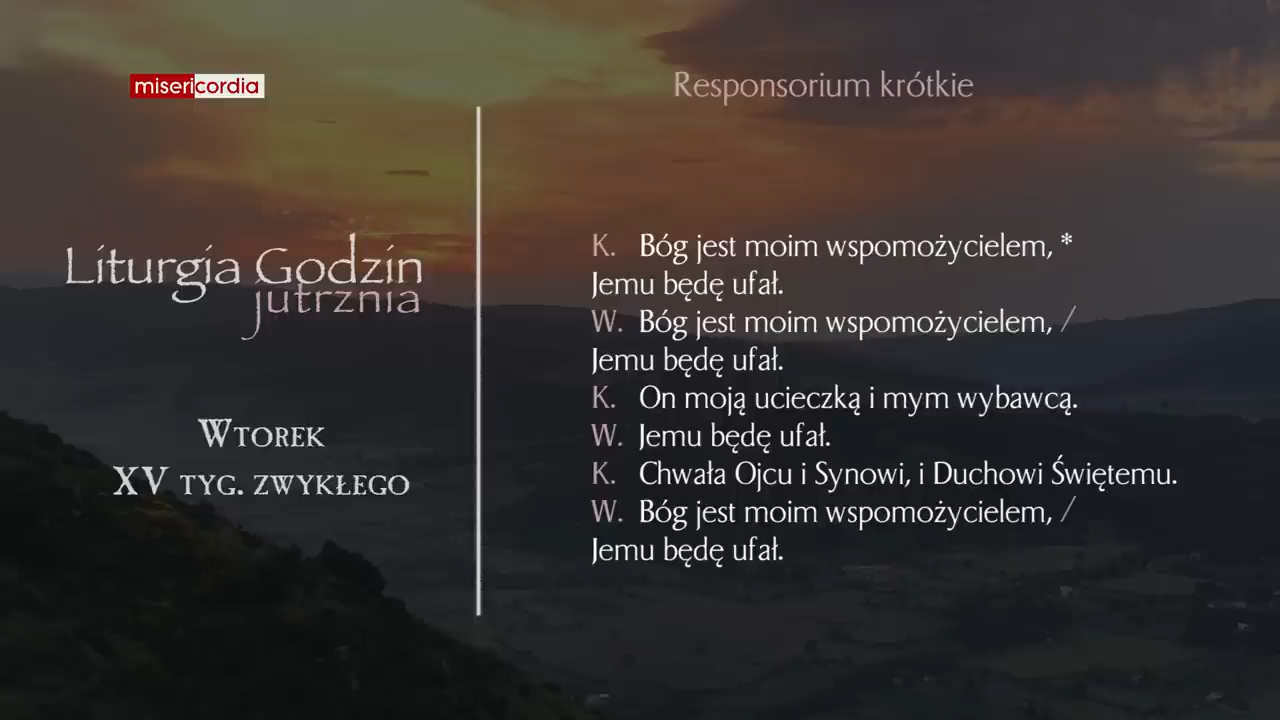 misericordia
Liturgia Godzin
jutrznia
Wtorek
XV tyg. zwykłego
Responsorium krótkie
K. Bóg jest moim wspomożycielem, *
Jemu będę ufał.
W. Bóg jest moim wspomożycielem, /
Jemu będę ufał.
K. On moją ucieczką i mym wybawcą.
W. Jemu będę ufał.
K. Chwała Ojcu i Synowi, i Duchowi Świętemu.
W. Bóg jest moim wspomożycielem, /
Jemu będę ufał.